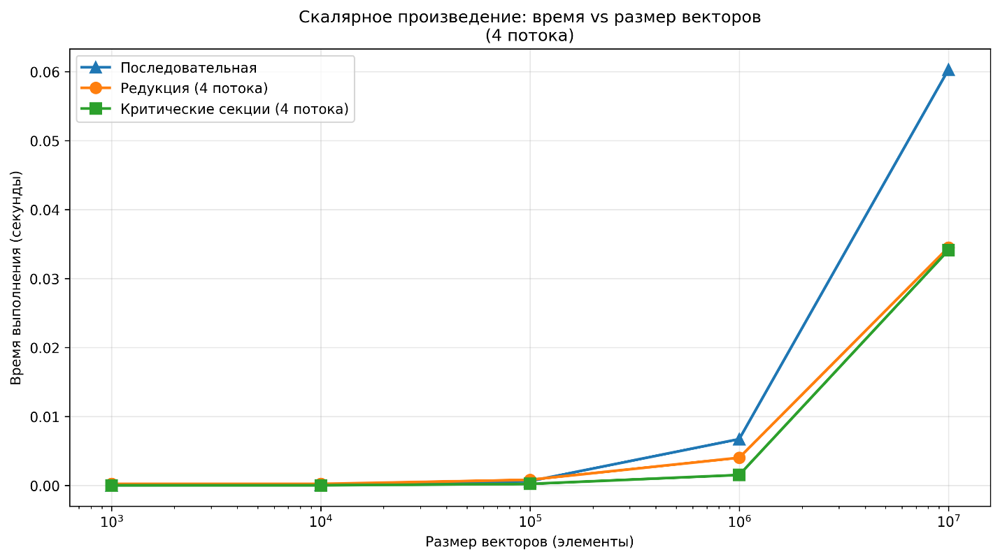 Скалярное произведение: время vs размер векторов
(4 потока)
Последовательная
Редукция (4 потока)
Критические секции (4 потока)
Время выполнения (секунды)
0.06
0.05
0.04
0.03
0.02
0.01
0.00
10³
10⁴
10⁵
10⁶
10⁷
Размер векторов (элементы)